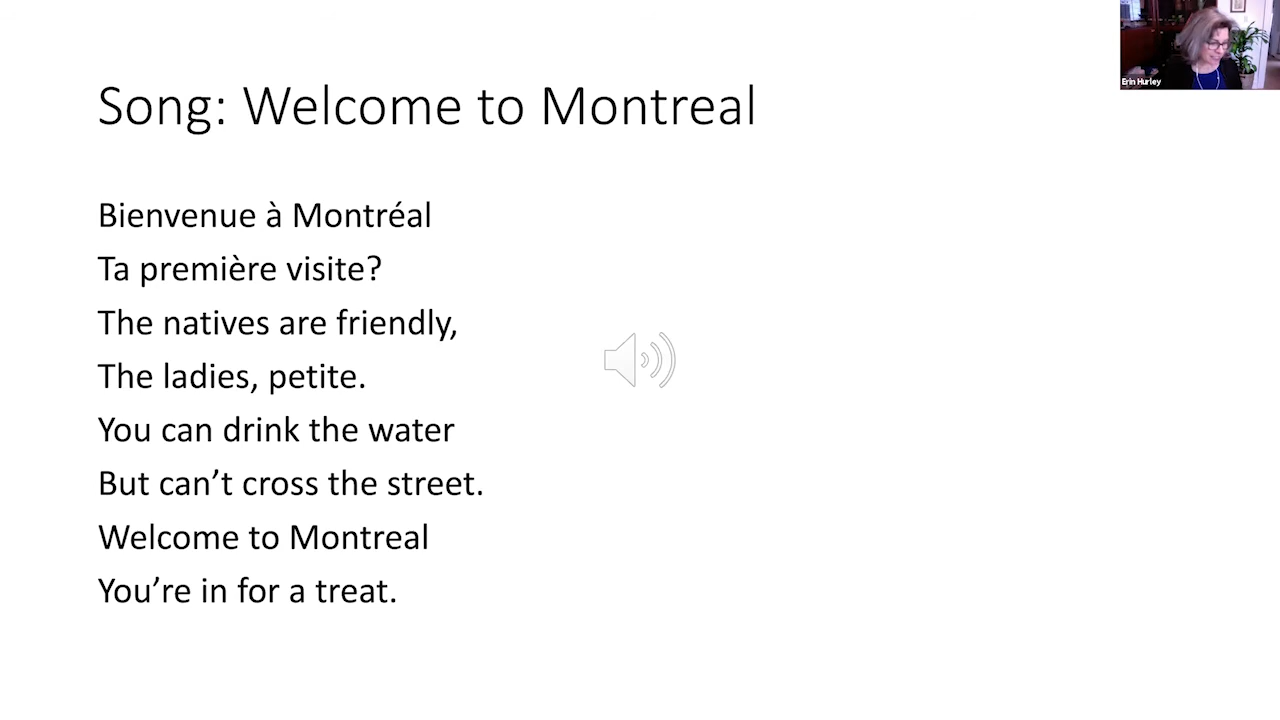 Song: Welcome to Montreal
Erin Hurley
Bienvenue à Montréal
Ta première visite?
The natives are friendly,
The ladies, petite.
You can drink the water
But can’t cross the street.
Welcome to Montreal
You’re in for a treat.